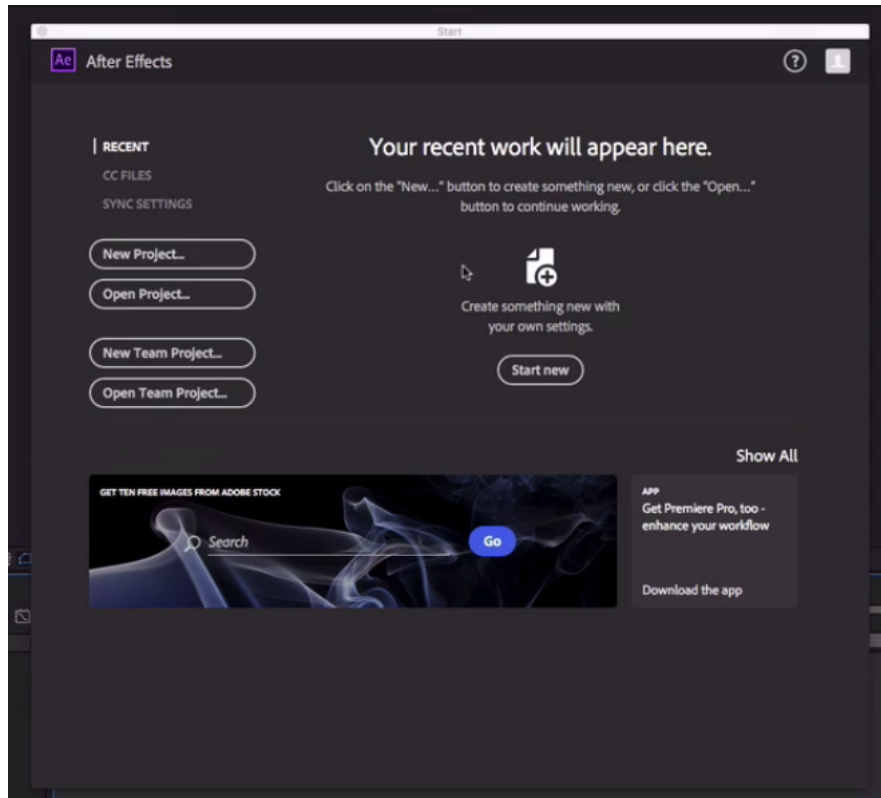 Start
Ae After Effects
?
RECENT
CC FILES
SYNC SETTINGS
New Project...
Open Project...
New Team Project...
Open Team Project...
Your recent work will appear here.
Click on the "New..." button to create something new, or click the "Open..."
button to continue working.
Create something new with
your own settings.
Start new
Show All
GET TEN FREE IMAGES FROM ADOBE STOCK
Search
Go
APP
Get Premiere Pro, too -
enhance your workflow
Download the app